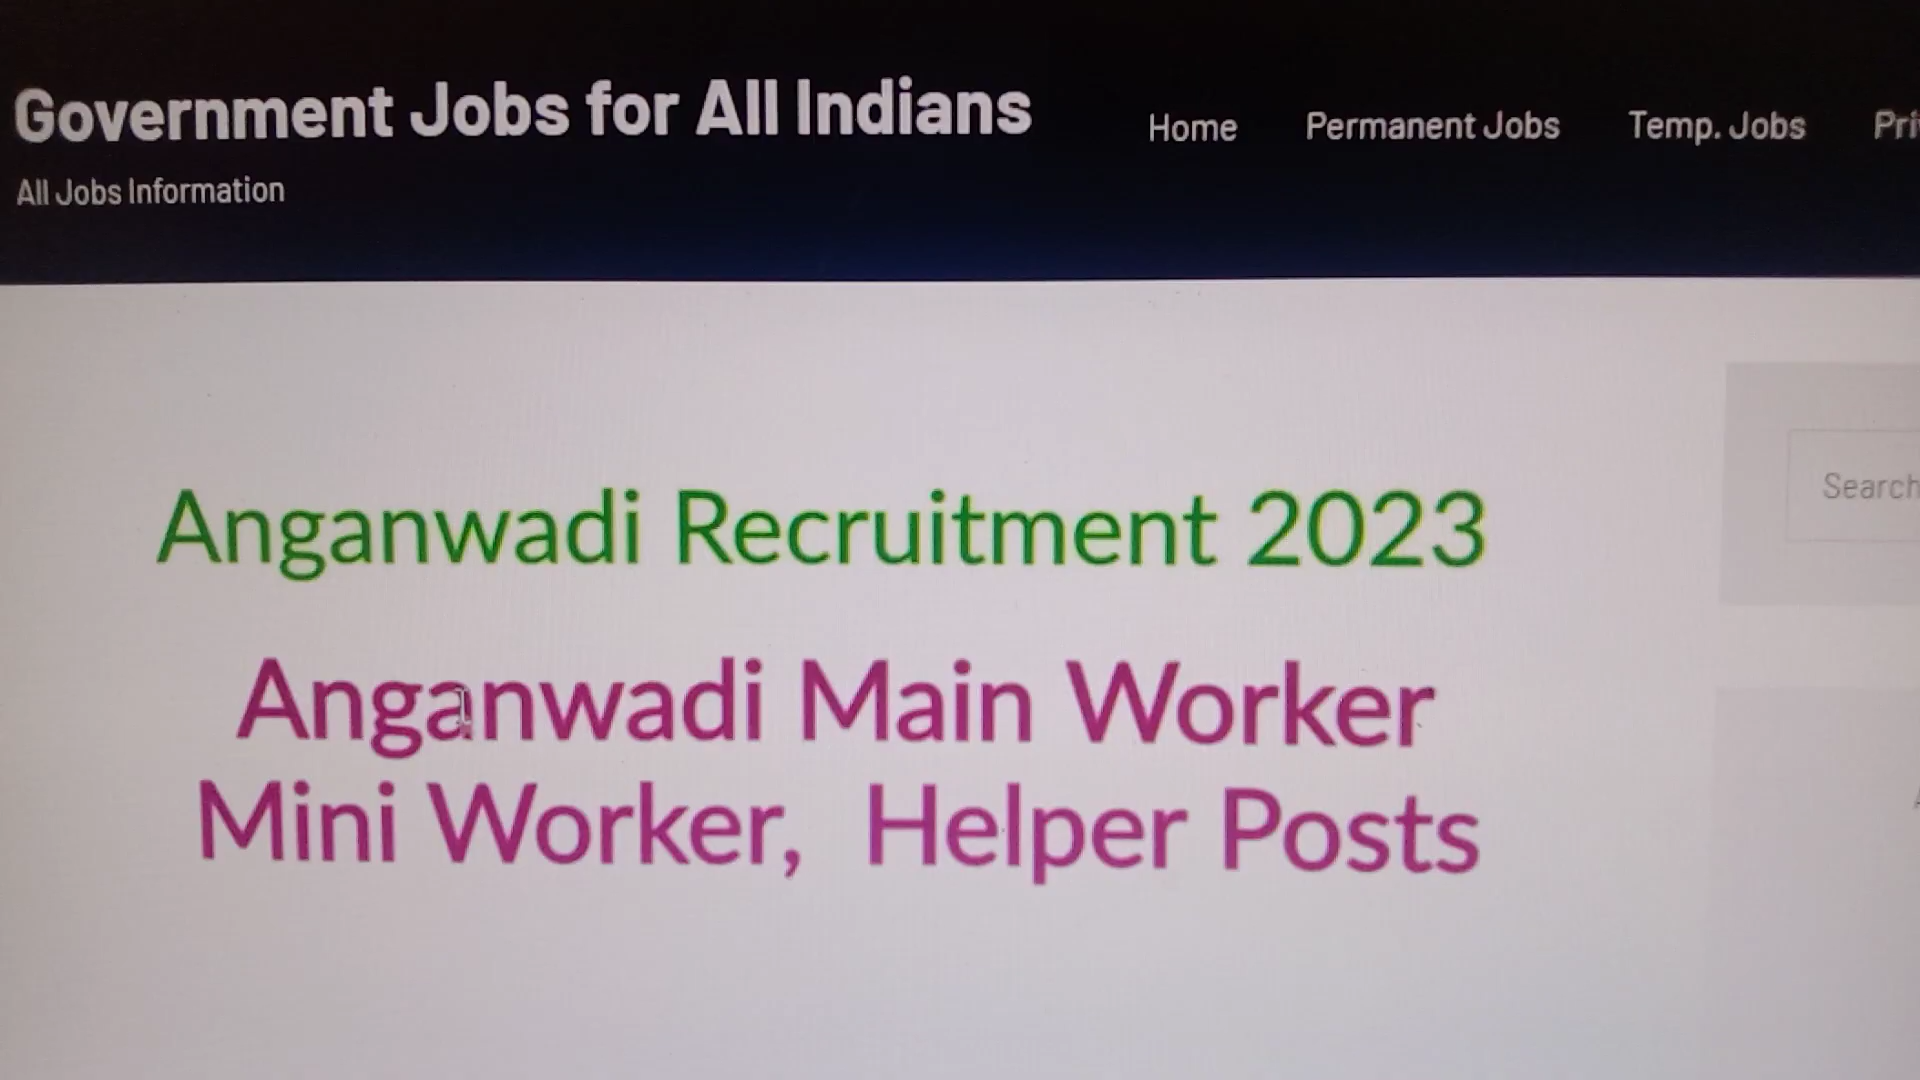 Government Jobs for All Indians
All Jobs Information
Home Permanent Jobs Temp. Jobs
Search
Anganwadi Recruitment 2023
Anganwadi Main Worker
Mini Worker, Helper Posts